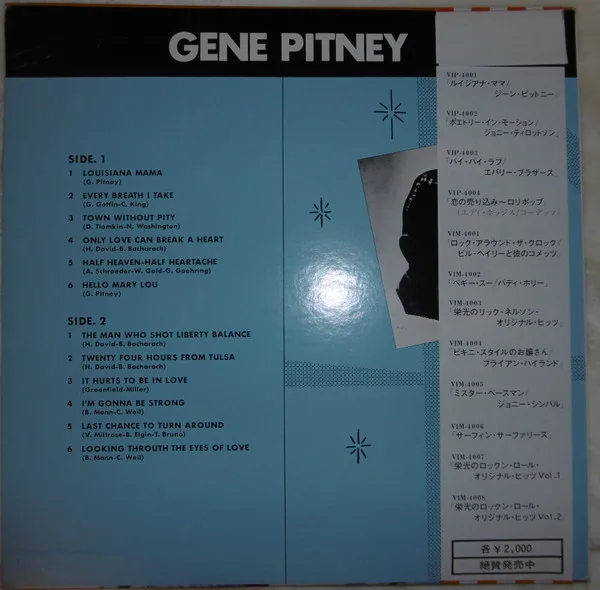 GENE PITNEY
SIDE. 1
1 LOUISIANA MAMA
(G. Pitney)
2 EVERY BREATH I TAKE
(G. Goffin-C. King)
3 TOWN WITHOUT PITY
(D. Tiomkin-N. Washington)
4 ONLY LOVE CAN BREAK A HEART
(H. David-B. Bacharach)
5 HALF HEAVEN-HALF HEARTACHE
(A. Schroeder-W. Gold-G. Goehring)
6 HELLO MARY LOU
(G. Pitney)
SIDE. 2
1 THE MAN WHO SHOT LIBERTY BALANCE
(H. David-B. Bacharach)
2 TWENTY FOUR HOURS FROM TULSA
(H. David-B. Bacharach)
3 IT HURTS TO BE IN LOVE
(Greenfield-Miller)
4 I'M GONNA BE STRONG
(B. Mann-C. Weil)
5 LAST CHANCE TO TURN AROUND
(V. Millrose-B. Elgin-T. Bruno)
6 LOOKING THROUTH THE EYES OF LOVE
(B. Mann-C. Weil)
VIP-4001
「ルイジアナ・ママ/
ジーン・ピットニー」
VIP-4002
「ポエトリー・イン・モーション/
ジョニー・ティロットソン」
VIP-4003
「バイ・バイ・ラブ/
エバリー・ブラザース」
VIP-4004
「恋の売り込み〜ロリポップ」
(エディ・ホッジス/コーデッツ)
VIM-4001
「ロック・アラウンド・ザ・クロック/
ビル・ヘイリーと彼のコメッツ」
VIM-4002
「ペギー・スー/バディ・ホリー」
VIM-4003
「栄光のリック・ネルソン・
オリジナル・ヒッツ」
VIM-4004
「ビキニ・スタイルのお嬢さん/
ブライアン・ハイランド」
VIM-4005
「ミスター・ベースマン/
ジョニー・シンバル」
VIM-4006
「サーフィン・サーファリーズ」
VIM-4007
「栄光のロックン・ロール・
オリジナル・ヒッツ Vol.1」
VIM-4008
「栄光のロックン・ロール・
オリジナル・ヒッツ Vol.2」
各¥2,000
絶賛発売中